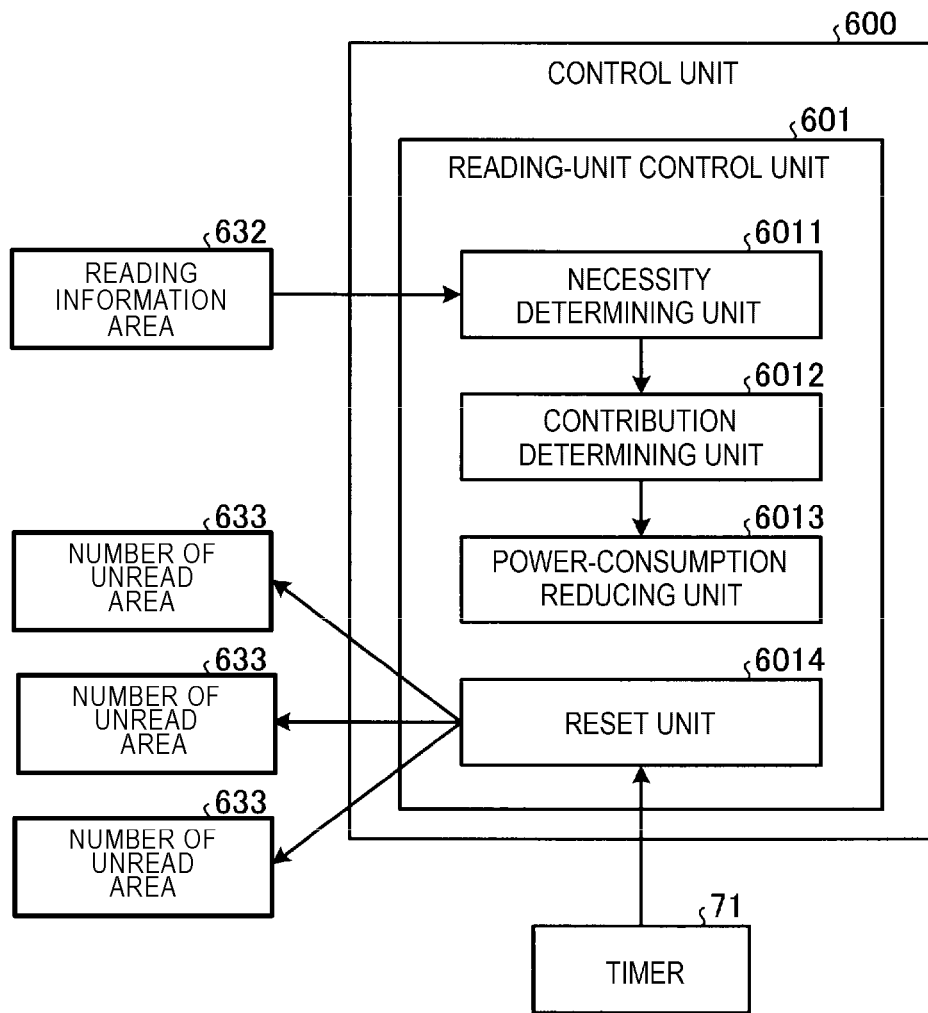 600
CONTROL UNIT
601
READING-UNIT CONTROL UNIT
632
READING
INFORMATION
AREA
6011
NECESSITY
DETERMINING UNIT
6012
CONTRIBUTION
DETERMINING UNIT
633
NUMBER OF
UNREAD
AREA
6013
POWER-CONSUMPTION
REDUCING UNIT
633
NUMBER OF
UNREAD
AREA
6014
RESET UNIT
633
NUMBER OF
UNREAD
AREA
71
TIMER